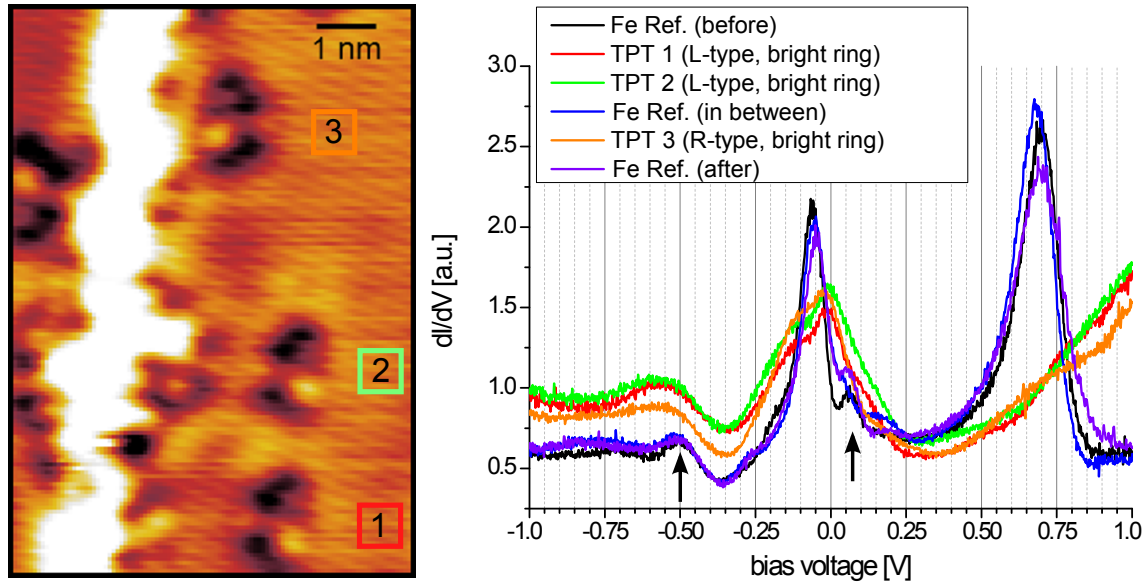 1 nm
3
2
1
Fe Ref. (before)
TPT 1 (L-type, bright ring)
TPT 2 (L-type, bright ring)
Fe Ref. (in between)
TPT 3 (R-type, bright ring)
Fe Ref. (after)
3.0
2.5
2.0
1.5
1.0
0.5
dI/dV [a.u.]
-1.0 -0.75 -0.50 -0.25 0.0 0.25 0.50 0.75 1.0
bias voltage [V]